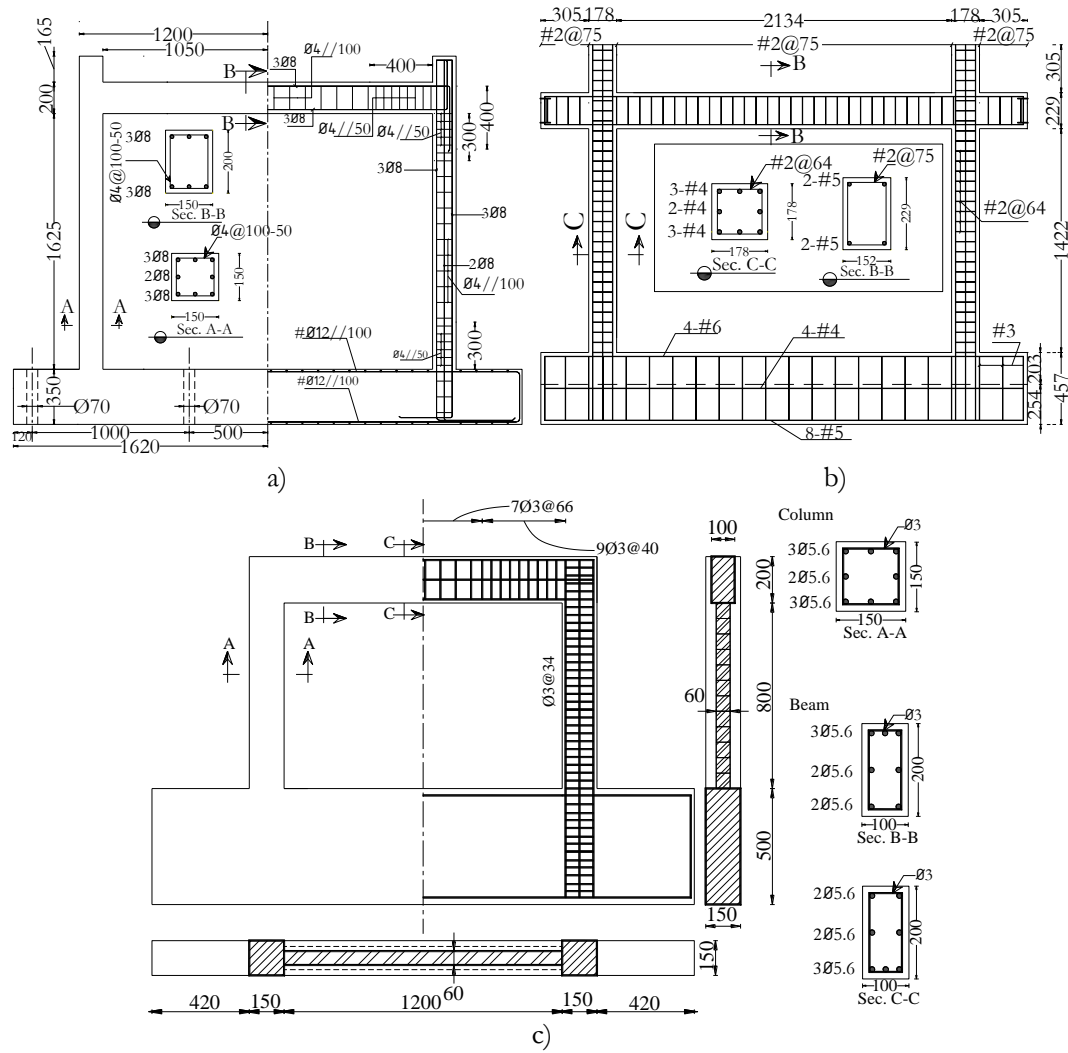 1200
1050
165
200
1625
350
B
B
3Ø8
Ø4//100
400
3Ø8
Ø4//50
Ø4//50
300
400
3Ø8
3Ø8
2Ø8
Ø4//100
300
Ø4//50
Ø4@100-50
3Ø8
3Ø8
200
150
Sec. B-B
Ø4@100-50
3Ø8
2Ø8
3Ø8
150
150
Sec. A-A
A
A
#Ø12//100
#Ø12//100
Ø70
Ø70
120
1000
500
1620
a)
305
178
2134
178
305
#2@75
#2@75
#2@75
B
B
305
229
1422
457
203
254
C
C
#2@64
3-#4
2-#4
3-#4
178
178
Sec. C-C
#2@75
2-#5
2-#5
229
152
Sec. B-B
#2@64
4-#6
4-#4
#3
8-#5
b)
7Ø3@66
9Ø3@40
B
C
B
C
A
A
Ø3@34
100
200
60
800
500
150
Column
Ø3
3Ø5.6
2Ø5.6
3Ø5.6
150
150
Sec. A-A
Beam
Ø3
3Ø5.6
2Ø5.6
2Ø5.6
200
100
Sec. B-B
Ø3
2Ø5.6
2Ø5.6
3Ø5.6
200
100
Sec. C-C
150
60
420
150
1200
150
420
c)